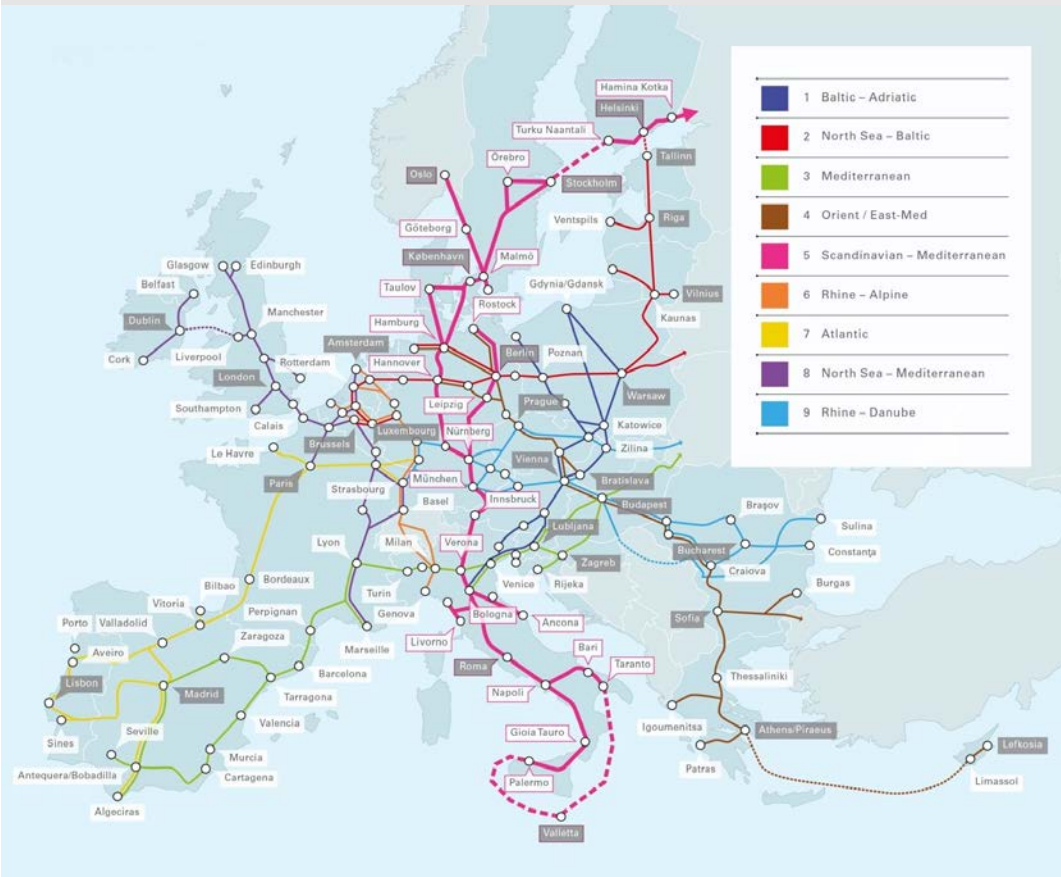 Hamina Kotka
Helsinki
Turku Naantali
Tallinn
Örebro
Oslo
Stockholm
Ventspils
Riga
Göteborg
København
Malmö
Taulov
Gdynia/Gdansk
Vilnius
Rostock
Kaunas
Glasgow
Edinburgh
Belfast
Manchester
Dublin
Hamburg
Amsterdam
Berlin
Poznan
Cork
Liverpool
Rotterdam
Hannover
London
Warsaw
Leipzig
Prague
Southampton
Calais
Luxembourg
Nürnberg
Katowice
Brussels
Zilina
Le Havre
Vienna
Paris
München
Bratislava
Strasbourg
Basel
Innsbruck
Budapest
Braşov
Lubljana
Sulina
Lyon
Milan
Verona
Zagreb
Bucharest
Constanţa
Craiova
Bilbao
Bordeaux
Turin
Venice
Rijeka
Burgas
Vitoria
Perpignan
Genova
Bologna
Sofia
Porto
Valladolid
Ancona
Zaragoza
Livorno
Marseille
Aveiro
Bari
Roma
Taranto
Barcelona
Lisbon
Madrid
Thessaliniki
Tarragona
Napoli
Valencia
Igoumenitsa
Athens/Piraeus
Seville
Gioia Tauro
Sines
Lefkosia
Murcia
Patras
Antequera/Bobadilla
Cartagena
Palermo
Limassol
Algeciras
Valletta
1 Baltic – Adriatic
2 North Sea – Baltic
3 Mediterranean
4 Orient / East-Med
5 Scandinavian – Mediterranean
6 Rhine – Alpine
7 Atlantic
8 North Sea – Mediterranean
9 Rhine – Danube